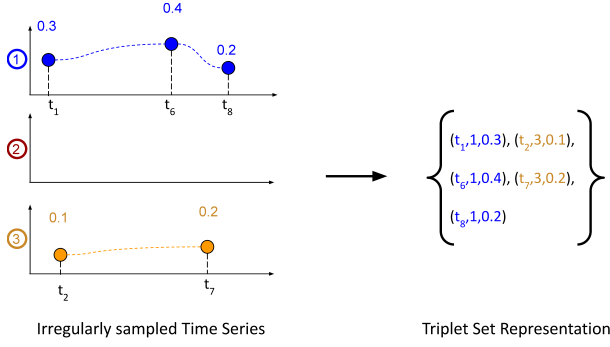 0.3
0.4
0.2
1
t1
t6
t8
2
3
0.1
0.2
t2
t7
(t1,1,0.3), (t2,3,0.1),
(t6,1,0.4), (t7,3,0.2),
(t8,1,0.2)
Irregularly sampled Time Series
Triplet Set Representation